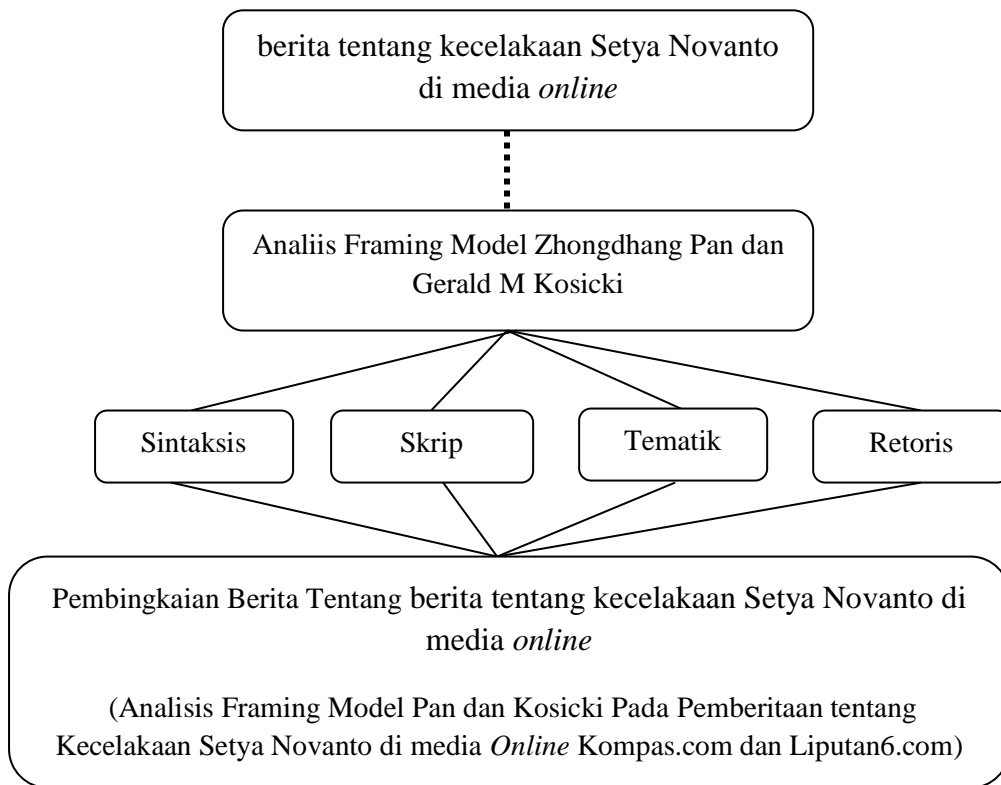 berita tentang kecelakaan Setya Novanto
di media online
Analiis Framing Model Zhongdhang Pan dan
Gerald M Kosicki
Sintaksis
Skrip
Tematik
Retoris
Pembingkaian Berita Tentang berita tentang kecelakaan Setya Novanto di
media online
(Analisis Framing Model Pan dan Kosicki Pada Pemberitaan tentang
Kecelakaan Setya Novanto di media Online Kompas.com dan Liputan6.com)